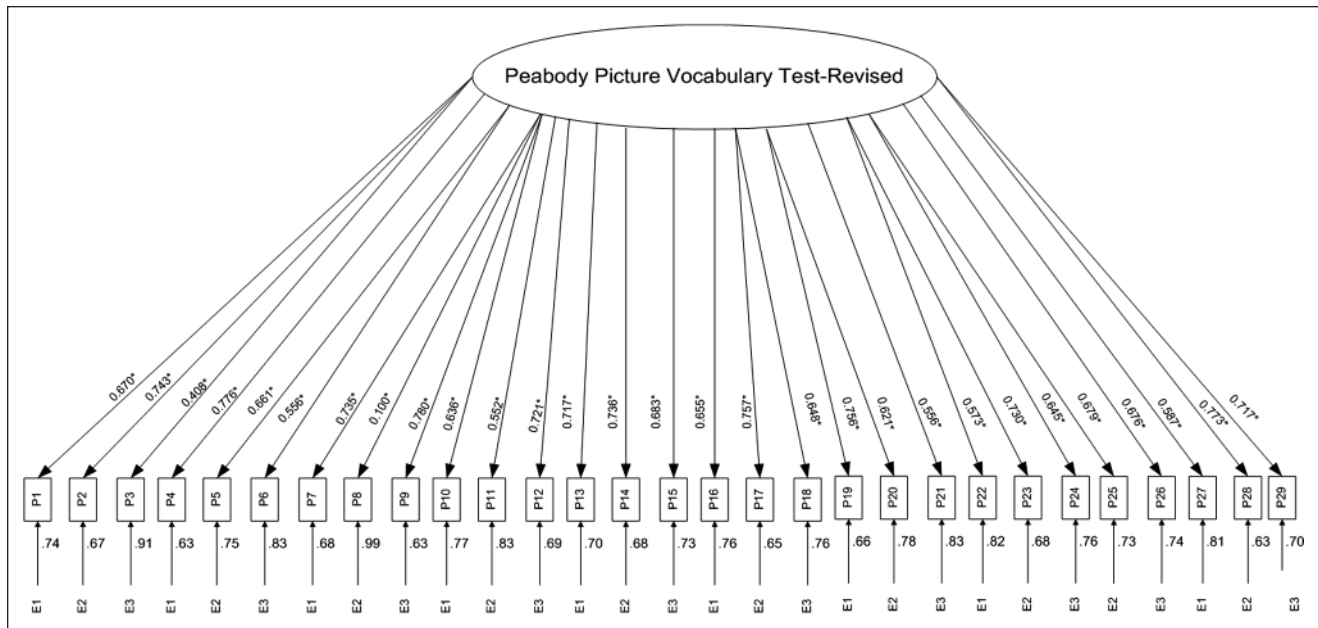 Peabody Picture Vocabulary Test-Revised
0.670* 0.743* 0.408* 0.776* 0.661* 0.556* 0.735* 0.100* 0.780* 0.636* 0.552* 0.721* 0.717* 0.736* 0.683* 0.655* 0.757* 0.648* 0.756* 0.621* 0.556* 0.573* 0.730* 0.645* 0.679* 0.676* 0.587* 0.773* 0.717*
P1 P2 P3 P4 P5 P6 P7 P8 P9 P10 P11 P12 P13 P14 P15 P16 P17 P18 P19 P20 P21 P22 P23 P24 P25 P26 P27 P28 P29
.74 .67 .91 .63 .75 .83 .68 .99 .63 .77 .83 .69 .70 .68 .73 .76 .65 .76 .66 .78 .83 .82 .68 .76 .73 .74 .81 .63 .70
E1 E2 E3 E1 E2 E3 E1 E2 E3 E1 E2 E3 E1 E2 E3 E1 E2 E3 E1 E2 E3 E1 E2 E3 E2 E3 E1 E2 E3